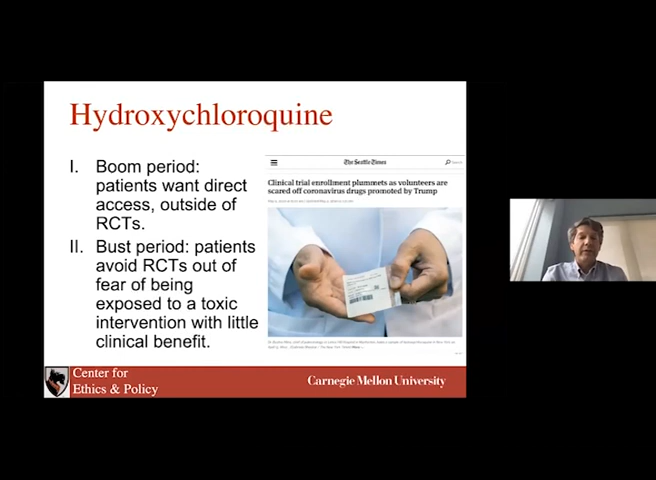 Hydroxychloroquine
I. Boom period:
patients want direct
access, outside of
RCTs.
II. Bust period: patients
avoid RCTs out of
fear of being
exposed to a toxic
intervention with little
clinical benefit.
The Seattle Times
Clinical trial enrollment plummets as volunteers are
scared off coronavirus drugs promoted by Trump
Center for
Ethics & Policy
Carnegie Mellon University